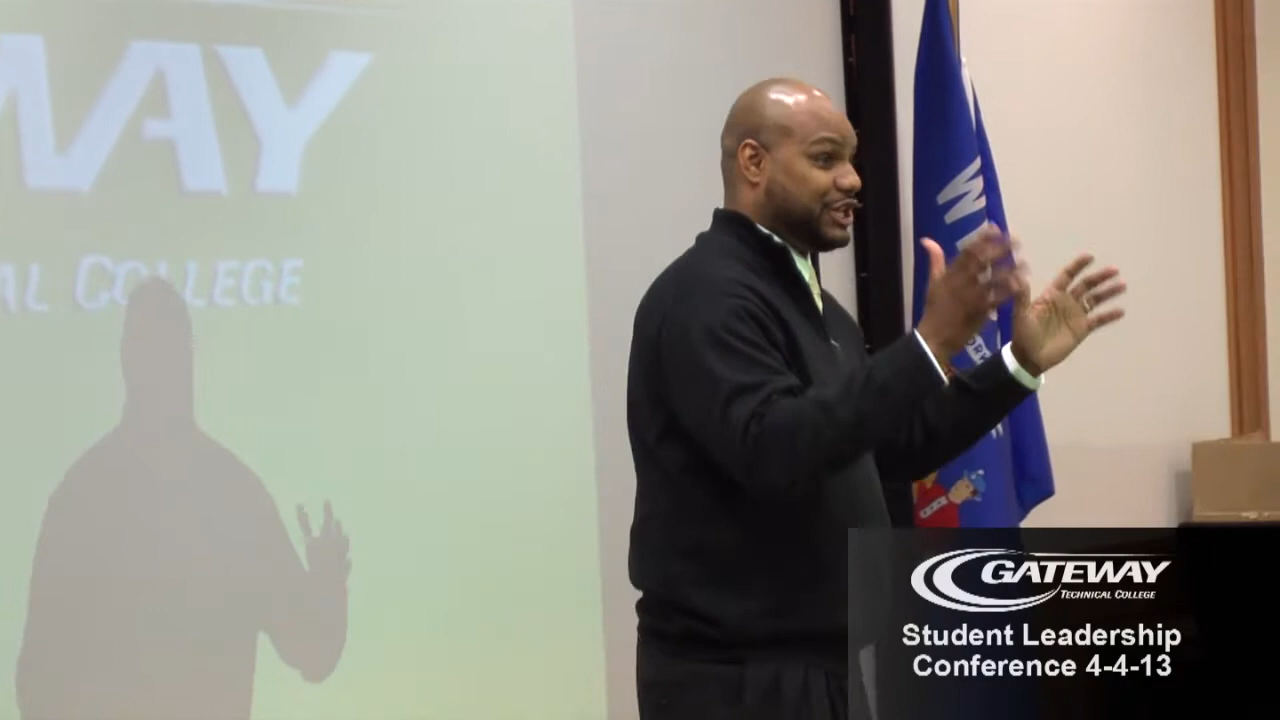 WAY
AL COLLEGE
W
GATEWAY
TECHNICAL COLLEGE
Student Leadership
Conference 4-4-13